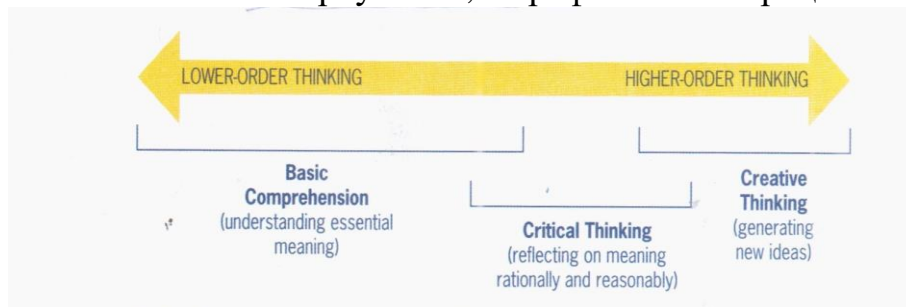 LOWER-ORDER THINKING
HIGHER-ORDER THINKING
Basic
Comprehension
(understanding essential
meaning)
Critical Thinking
(reflecting on meaning
rationally and reasonably)
Creative
Thinking
(generating
new ideas)